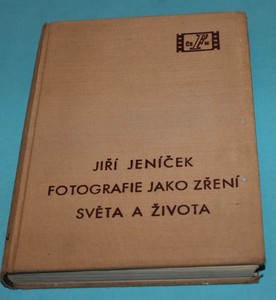 JIŘÍ JENÍČEK
FOTOGRAFIE JAKO ZŘENÍ
SVĚTA A ŽIVOTA